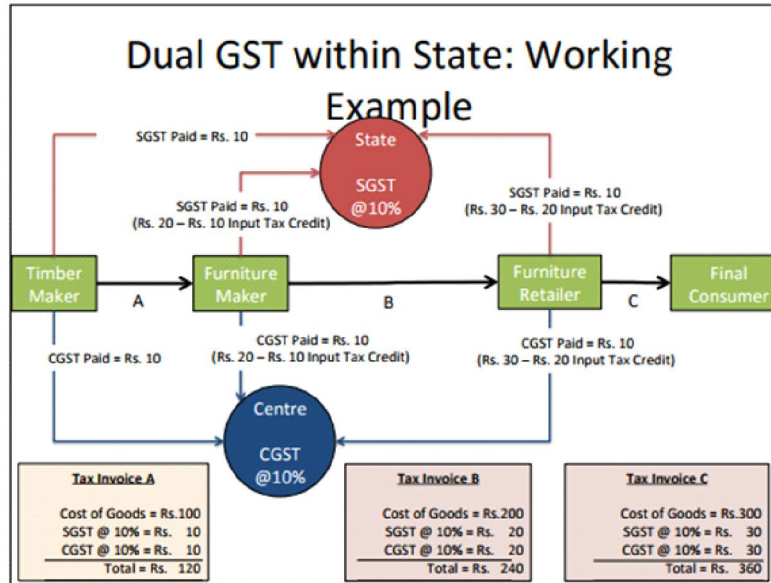 Dual GST within State: Working
Example
SGST Paid = Rs. 10
State
SGST
@10%
SGST Paid = Rs. 10
(Rs. 20 – Rs. 10 Input Tax Credit)
SGST Paid = Rs. 10
(Rs. 30 – Rs. 20 Input Tax Credit)
Timber
Maker
A
Furniture
Maker
B
Furniture
Retailer
C
Final
Consumer
CGST Paid = Rs. 10
CGST Paid = Rs. 10
(Rs. 20 – Rs. 10 Input Tax Credit)
CGST Paid = Rs. 10
(Rs. 30 – Rs. 20 Input Tax Credit)
Centre
CGST
@10%
Tax Invoice A
Cost of Goods = Rs.100
SGST @ 10% = Rs. 10
CGST @ 10% = Rs. 10
Total = Rs. 120
Tax Invoice B
Cost of Goods = Rs.200
SGST @ 10% = Rs. 20
CGST @ 10% = Rs. 20
Total = Rs. 240
Tax Invoice C
Cost of Goods = Rs.300
SGST @ 10% = Rs. 30
CGST @ 10% = Rs. 30
Total = Rs. 360